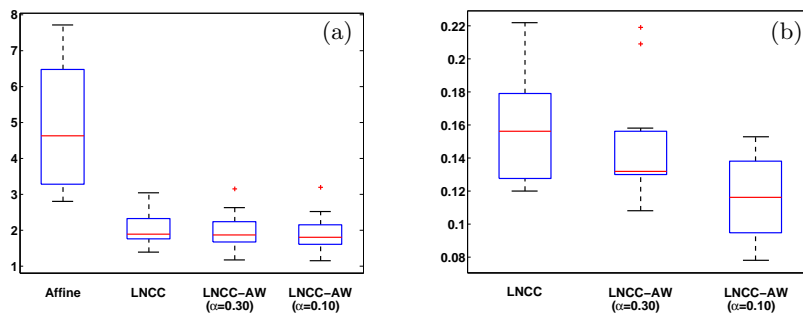 8
7
6
5
4
3
2
1
(a)
Affine
LNCC
LNCC-AW
(α=0.30)
LNCC-AW
(α=0.10)
0.22
0.2
0.18
0.16
0.14
0.12
0.1
0.08
(b)
LNCC
LNCC-AW
(α=0.30)
LNCC-AW
(α=0.10)